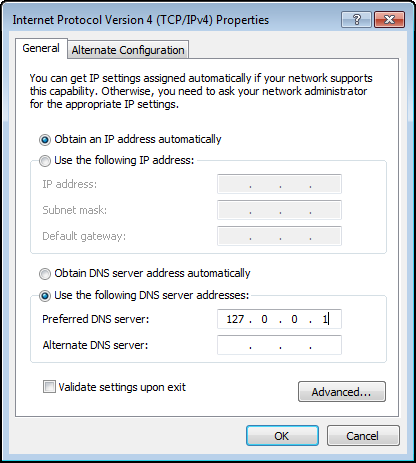 Internet Protocol Version 4 (TCP/IPv4) Properties
General
Alternate Configuration
You can get IP settings assigned automatically if your network supports
this capability. Otherwise, you need to ask your network administrator
for the appropriate IP settings.
Obtain an IP address automatically
Use the following IP address:
IP address:
. . .
Subnet mask:
. . .
Default gateway:
. . .
Obtain DNS server address automatically
Use the following DNS server addresses:
Preferred DNS server:
127 . 0 . 0 . 1
Alternate DNS server:
. . .
Validate settings upon exit
Advanced...
OK
Cancel